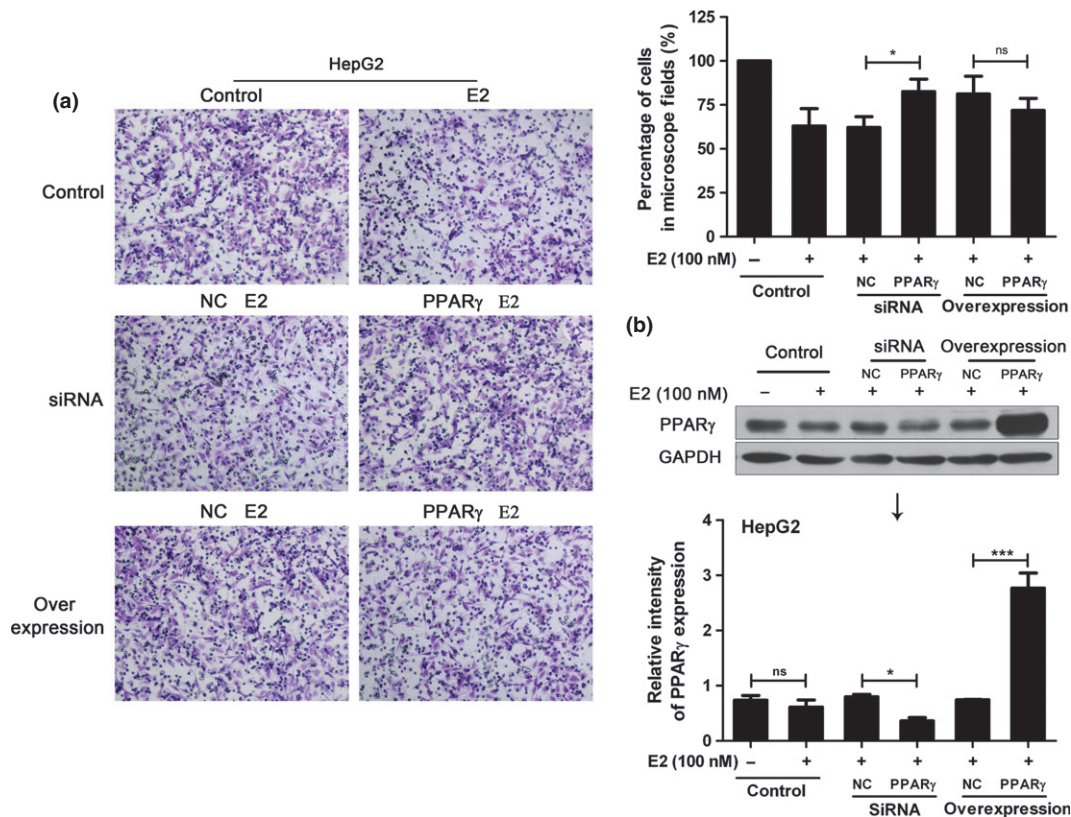 (a)
HepG2
Control E2
Control
NC E2 PPARγ E2
siRNA
NC E2 PPARγ E2
Over
expression
Percentage of cells
in microscope fields (%)
100
75
50
25
0
* ns
E2 (100 nM) – + + + + +
NC PPARγ NC PPARγ
Control siRNA Overexpression
(b)
Control siRNA Overexpression
NC PPARγ NC PPARγ
E2 (100 nM) – + + + + +
PPARγ
GAPDH
↓
HepG2
Relative intensity
of PPARγ expression
4
3
2
1
0
ns * ***
E2 (100 nM) – + + + + +
NC PPARγ NC PPARγ
Control SiRNA Overexpression